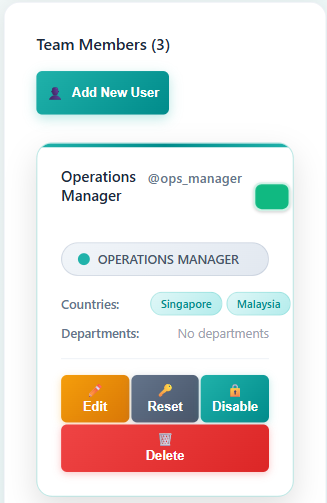 Team Members (3)
Add New User
Operations Manager
@ops_manager
OPERATIONS MANAGER
Countries: Singapore Malaysia
Departments: No departments
Edit Reset Disable
Delete